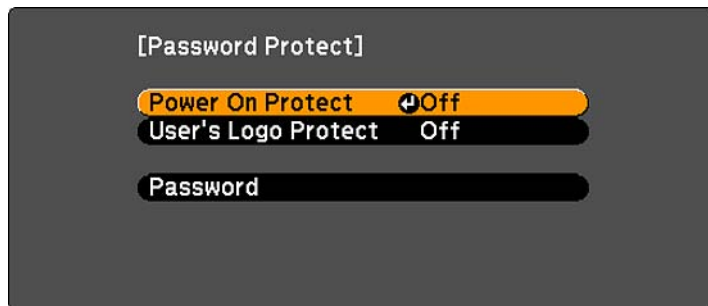 [Password Protect]
Power On Protect Off
User's Logo Protect Off
Password